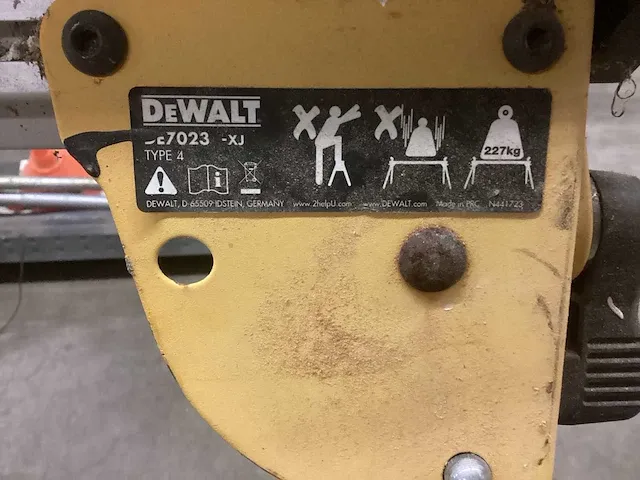 DEWALT
DE7023 -XJ
TYPE 4
227kg
DEWALT, D-65509 IDSTEIN, GERMANY www.2helpU.com www.DEWALT.com Made in PRC N441723